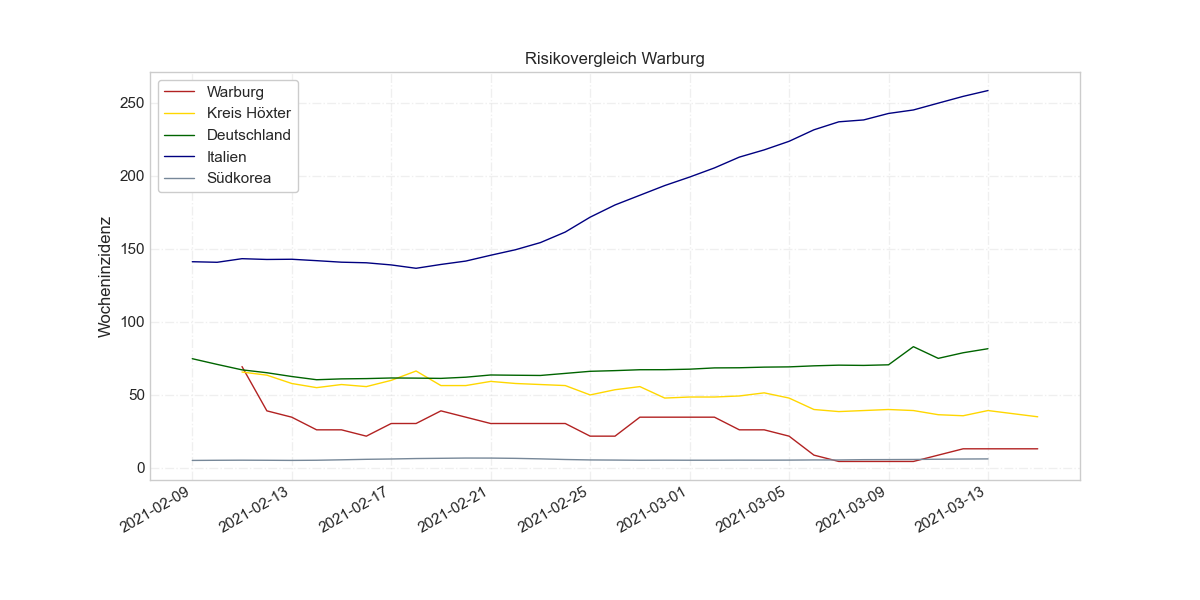 Risikovergleich Warburg
Warburg
Kreis Höxter
Deutschland
Italien
Südkorea
Wocheninzidenz
250
200
150
100
50
0
2021-02-09
2021-02-13
2021-02-17
2021-02-21
2021-02-25
2021-03-01
2021-03-05
2021-03-09
2021-03-13